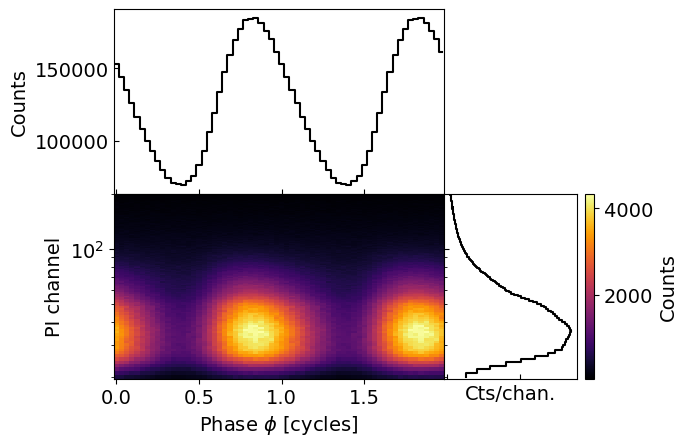 Counts
150000
100000
PI channel
10²
4000
2000
Counts
0.0 0.5 1.0 1.5
Cts/chan.
Phase ϕ [cycles]